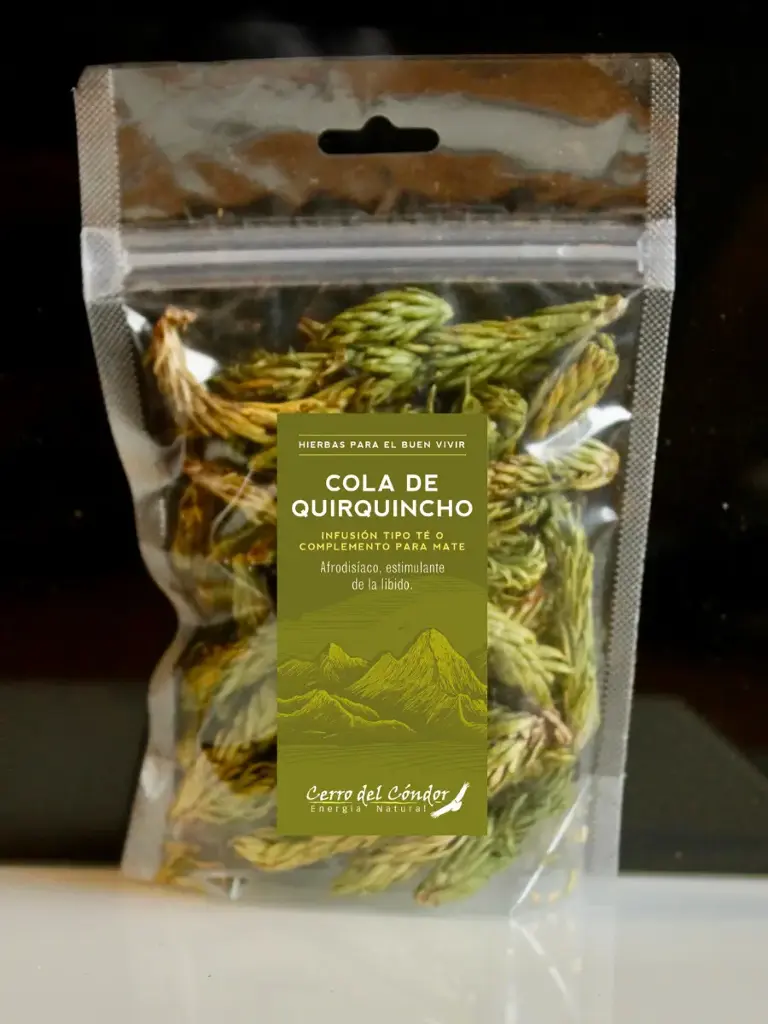 HIERBAS PARA EL BUEN VIVIR
COLA DE
QUIRQUINCHO
INFUSIÓN TIPO TÉ O
COMPLEMENTO PARA MATE
Afrodisíaco, estimulante
de la libido.
Cerro del Cóndor
Energía Natural